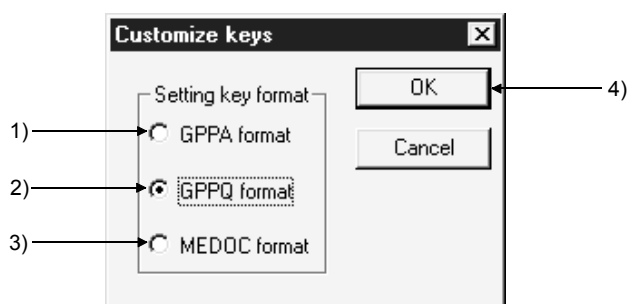 Customize keys
Setting key format
OK
4)
1)
GPPA format
Cancel
2)
GPPQ format
3)
MEDOC format